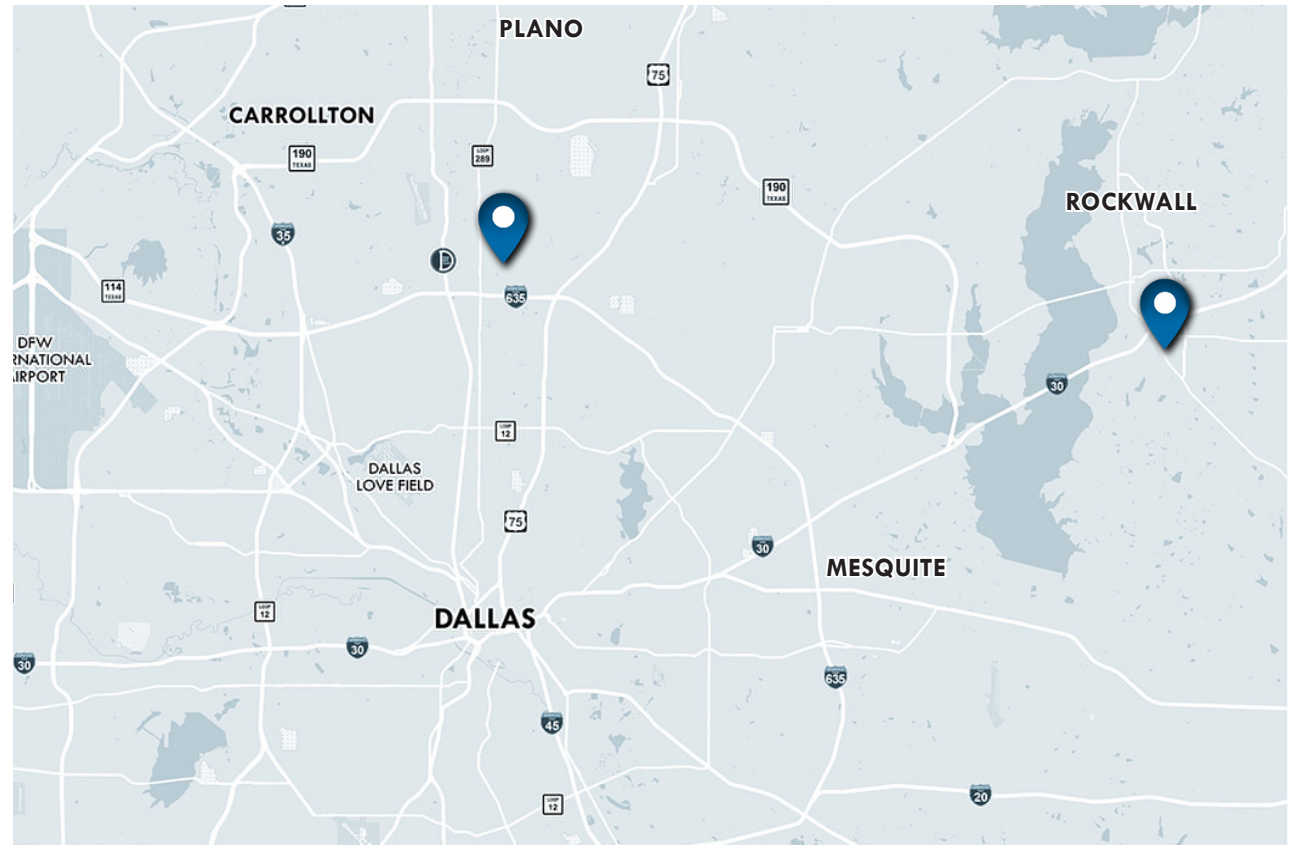 PLANO
75
CARROLLTON
190
TEXAS
LOOP
289
190
TEXAS
ROCKWALL
35
D
114
TEXAS
635
DFW
RNATIONAL
AIRPORT
30
LOOP
12
DALLAS
LOVE FIELD
75
30
MESQUITE
LOOP
12
DALLAS
30
30
635
45
20
LOOP
12